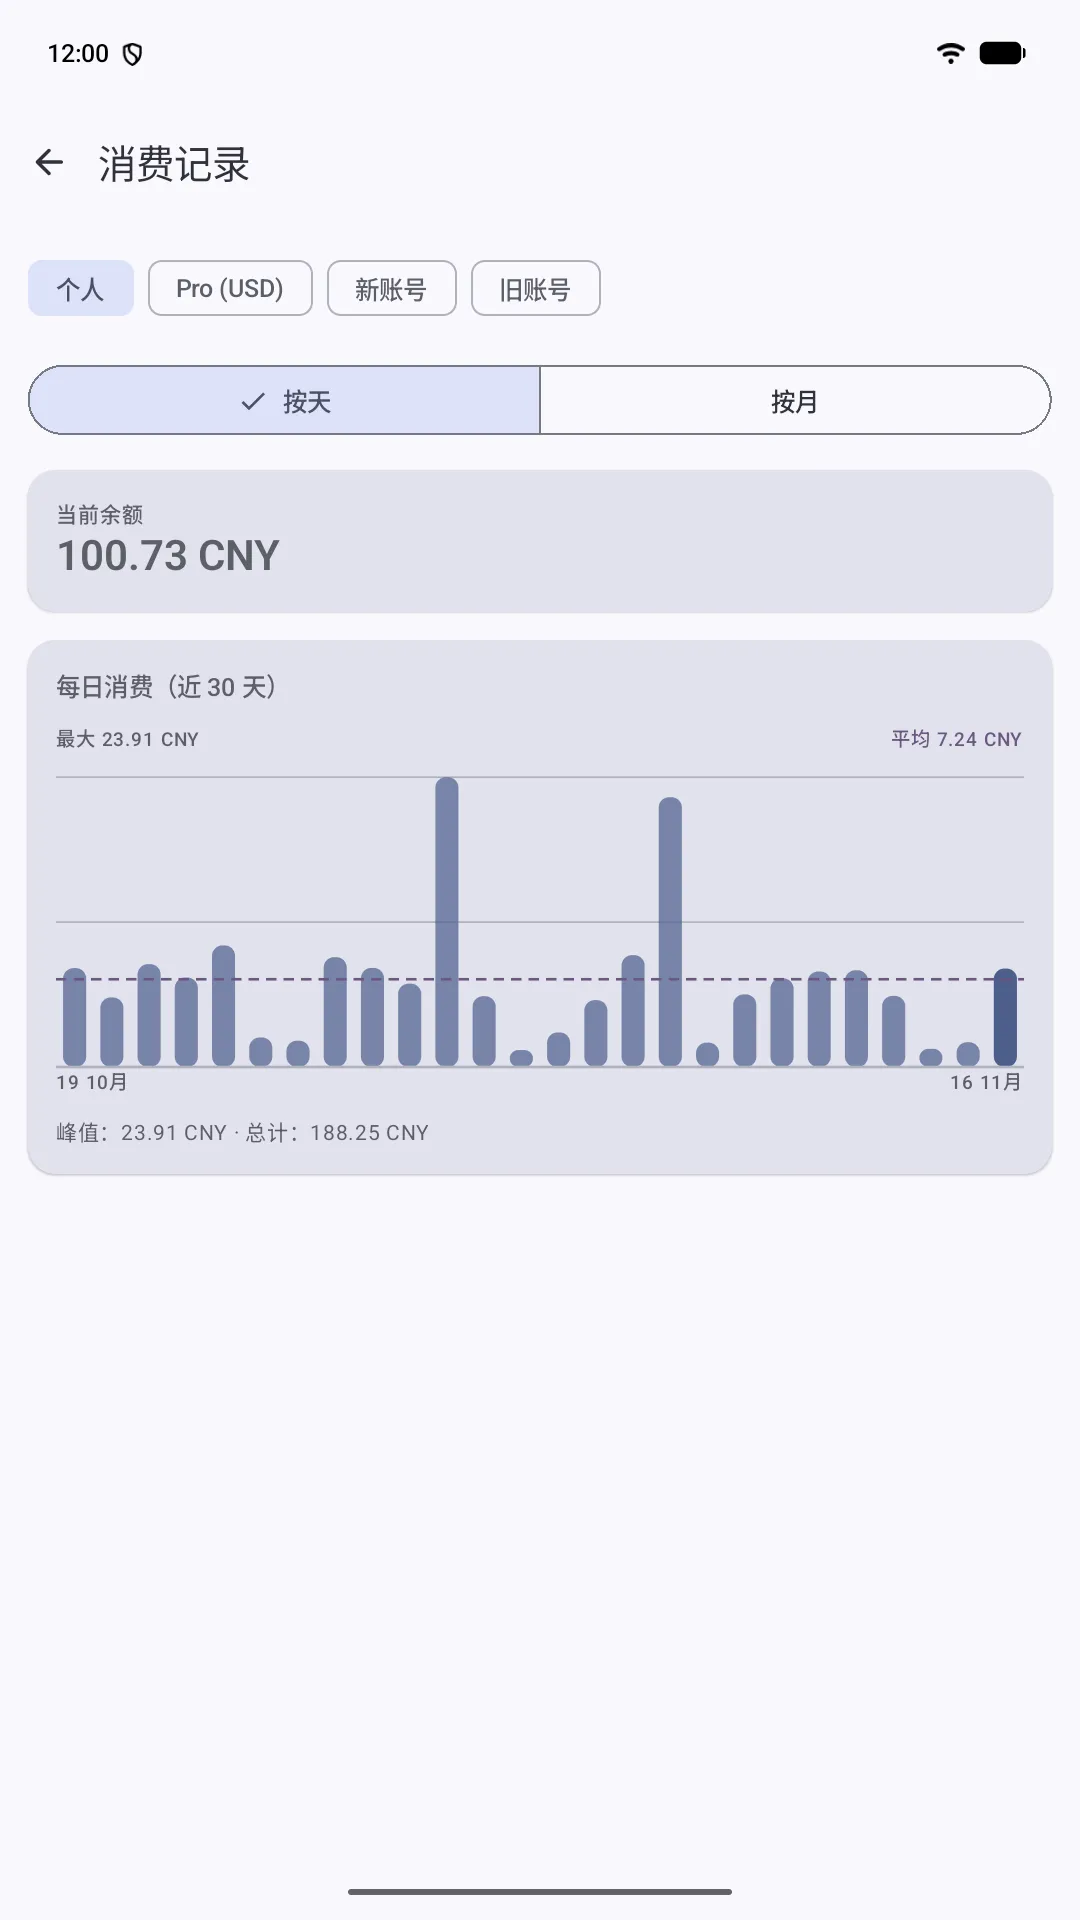 12:00
消费记录
个人 Pro (USD) 新账号 旧账号
按天 按月
当前余额
100.73 CNY
每日消费（近 30 天）
最大 23.91 CNY 平均 7.24 CNY
19 10月 16 11月
峰值：23.91 CNY · 总计：188.25 CNY